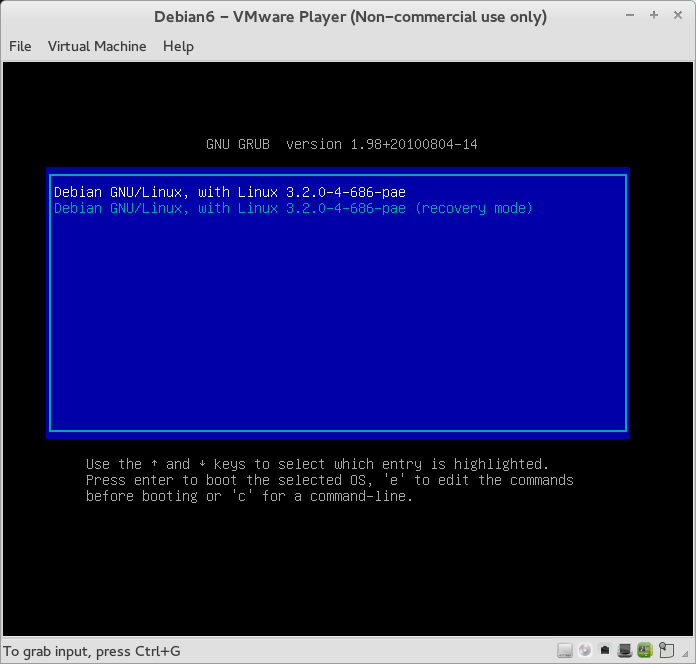 Debian6 - VMware Player (Non-commercial use only)
File Virtual Machine Help
GNU GRUB version 1.98+20100804-14
Debian GNU/Linux, with Linux 3.2.0-4-686-pae
Debian GNU/Linux, with Linux 3.2.0-4-686-pae (recovery mode)
Use the ↑ and ↓ keys to select which entry is highlighted.
Press enter to boot the selected OS, 'e' to edit the commands
before booting or 'c' for a command-line.
To grab input, press Ctrl+G